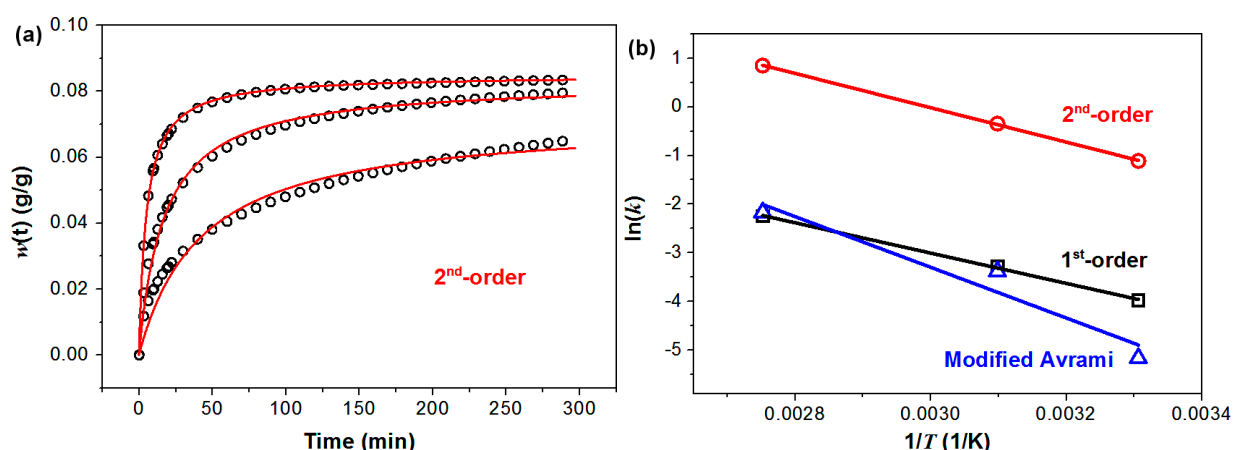 (a)
w(t) (g/g)
0.10
0.08
0.06
0.04
0.02
0.00
2nd-order
0 50 100 150 200 250 300
Time (min)
(b)
ln(k)
1
0
-1
-2
-3
-4
-5
2nd-order
1st-order
Modified Avrami
0.0028 0.0030 0.0032 0.0034
1/T (1/K)